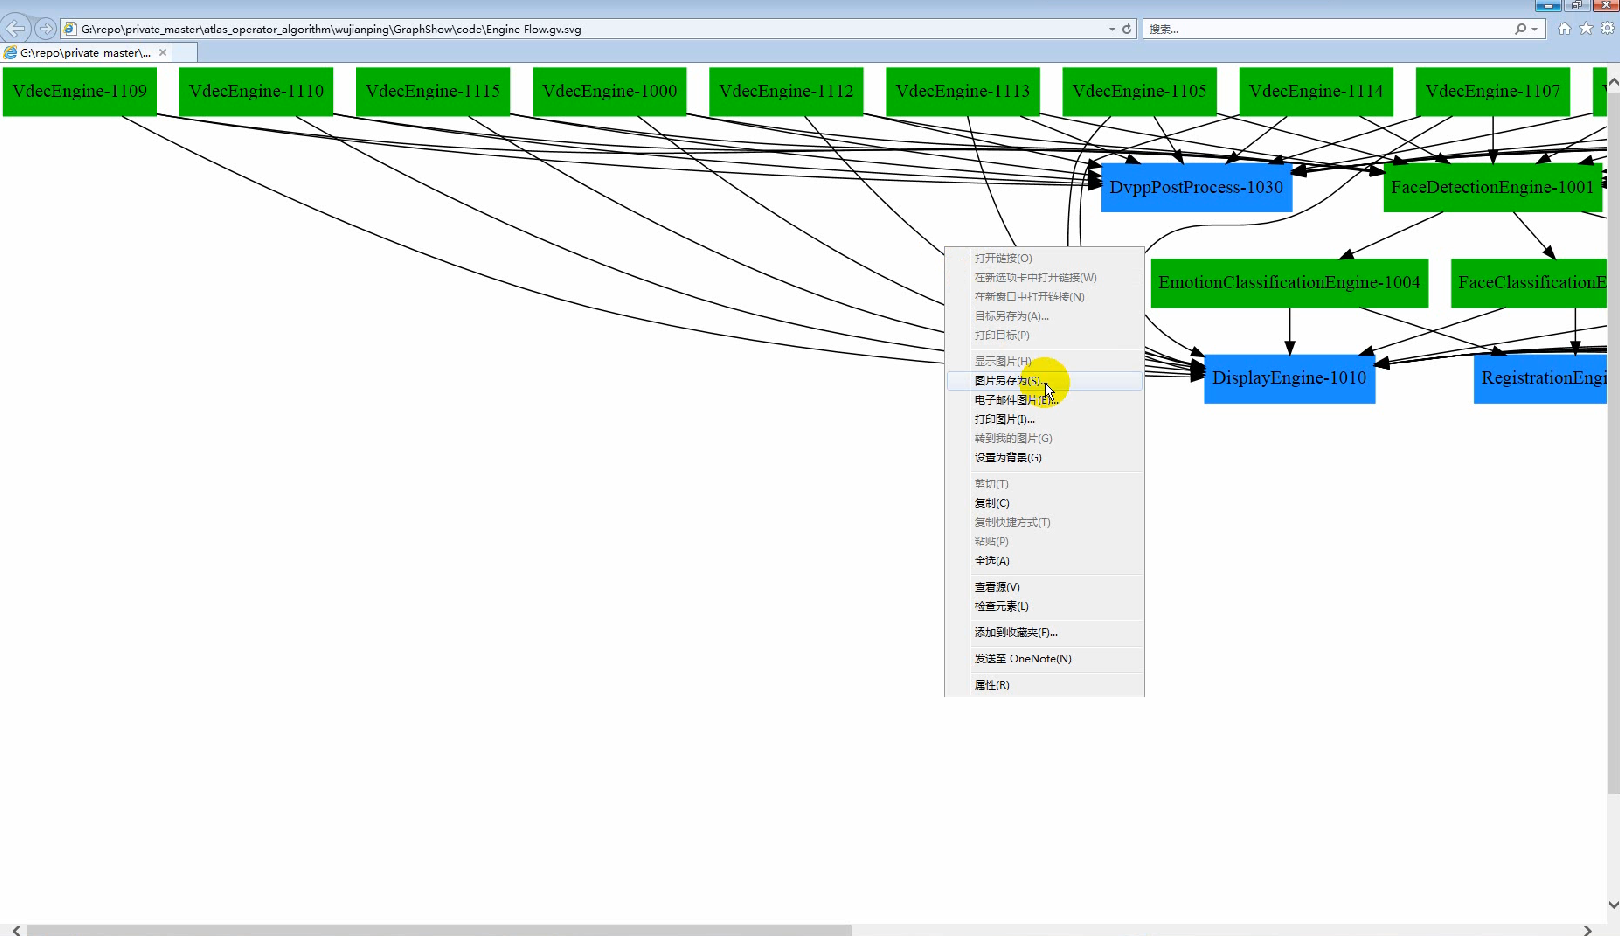 G:\repo\private_master\atlas_operator_algorithm\wujianping\GraphShow\code\Engine Flow.gv.svg
搜索...
G:\repo\private_master\...
VdecEngine-1109
VdecEngine-1110
VdecEngine-1115
VdecEngine-1000
VdecEngine-1112
VdecEngine-1113
VdecEngine-1105
VdecEngine-1114
VdecEngine-1107
DvppPostProcess-1030
FaceDetectionEngine-1001
EmotionClassificationEngine-1004
FaceClassificationE
DisplayEngine-1010
RegistrationEngi
打开链接(O)
在新选项卡中打开链接(W)
在新窗口中打开链接(N)
目标另存为(A)...
打印目标(P)
显示图片(H)
图片另存为(S)...
电子邮件图片(E)...
打印图片(I)...
转到我的图片(G)
设置为背景(G)
剪切(T)
复制(C)
复制快捷方式(T)
粘贴(P)
全选(A)
查看源(V)
检查元素(L)
添加到收藏夹(F)...
发送至 OneNote(N)
属性(R)